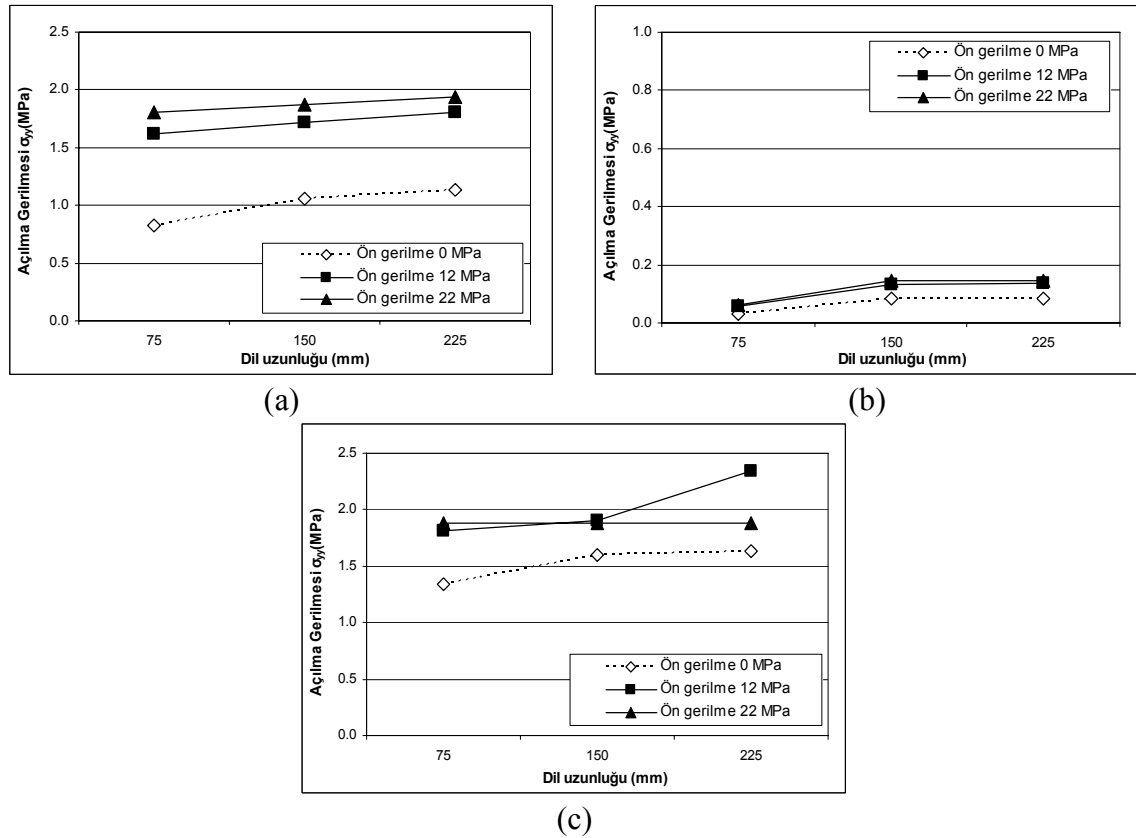 2.5
2.0
1.5
1.0
0.5
0.0
Açılma Gerilmesi σyy(MPa)
75 150 225
Dil uzunluğu (mm)
Ön gerilme 0 MPa
Ön gerilme 12 MPa
Ön gerilme 22 MPa
(a)
1.0
0.8
0.6
0.4
0.2
0.0
Açılma Gerilmesi σyy(MPa)
75 150 225
Dil uzunluğu (mm)
Ön gerilme 0 MPa
Ön gerilme 12 MPa
Ön gerilme 22 MPa
(b)
2.5
2.0
1.5
1.0
0.5
0.0
Açılma Gerilmesi σyy(MPa)
75 150 225
Dil uzunluğu (mm)
Ön gerilme 0 MPa
Ön gerilme 12 MPa
Ön gerilme 22 MPa
(c)